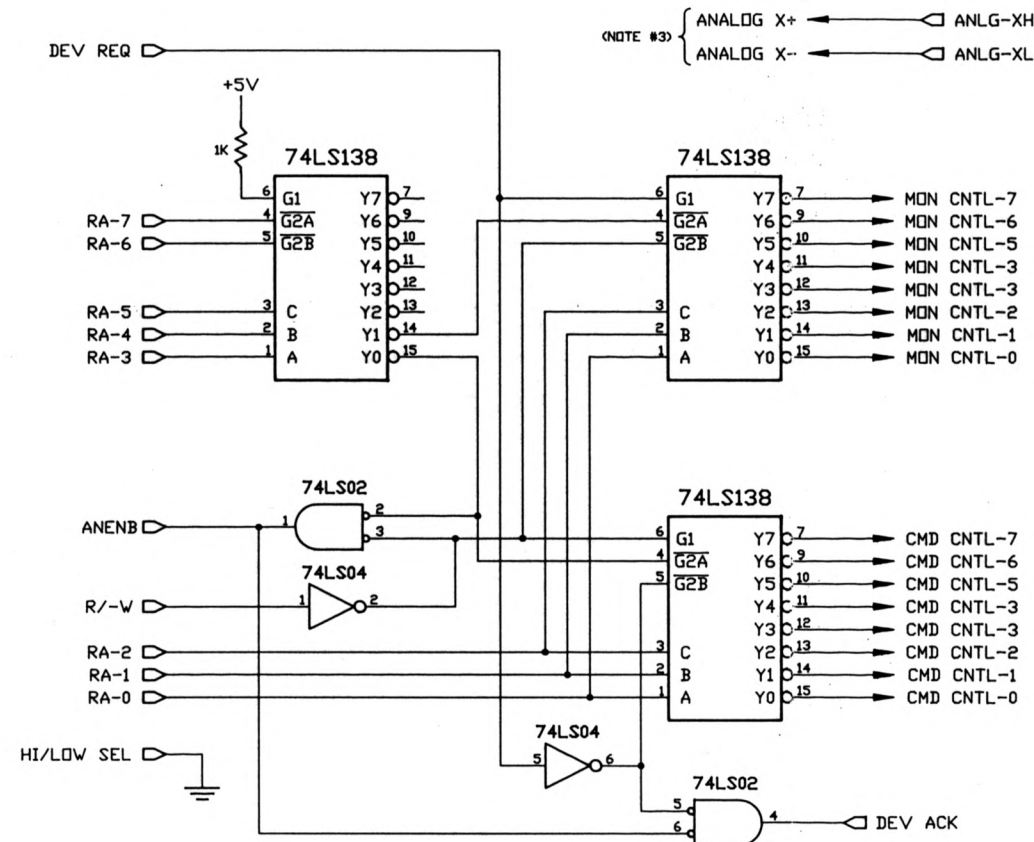 ANALOG X+ ANLG-XH
(NOTE #3)
ANALOG X- ANLG-XL
DEV REQ
+5V
1K
74LS138
6 G1 Y7 7
RA-7 4 G2A Y6 9
RA-6 5 G2B Y5 10
Y4 11
Y3 12
RA-5 3 C Y2 13
RA-4 2 B Y1 14
RA-3 1 A Y0 15
74LS138
6 G1 Y7 7 MON CNTL-7
4 G2A Y6 9 MON CNTL-6
5 G2B Y5 10 MON CNTL-5
Y4 11 MON CNTL-3
Y3 12 MON CNTL-3
3 C Y2 13 MON CNTL-2
2 B Y1 14 MON CNTL-1
1 A Y0 15 MON CNTL-0
74LS02
ANENB 1 2
3
74LS04
R/-W 1 2
RA-2
RA-1
RA-0
74LS138
6 G1 Y7 7 CMD CNTL-7
4 G2A Y6 9 CMD CNTL-6
5 G2B Y5 10 CMD CNTL-5
Y4 11 CMD CNTL-3
Y3 12 CMD CNTL-3
3 C Y2 13 CMD CNTL-2
2 B Y1 14 CMD CNTL-1
1 A Y0 15 CMD CNTL-0
HI/LOW SEL
74LS04
5 6
74LS02
5
6 4 DEV ACK